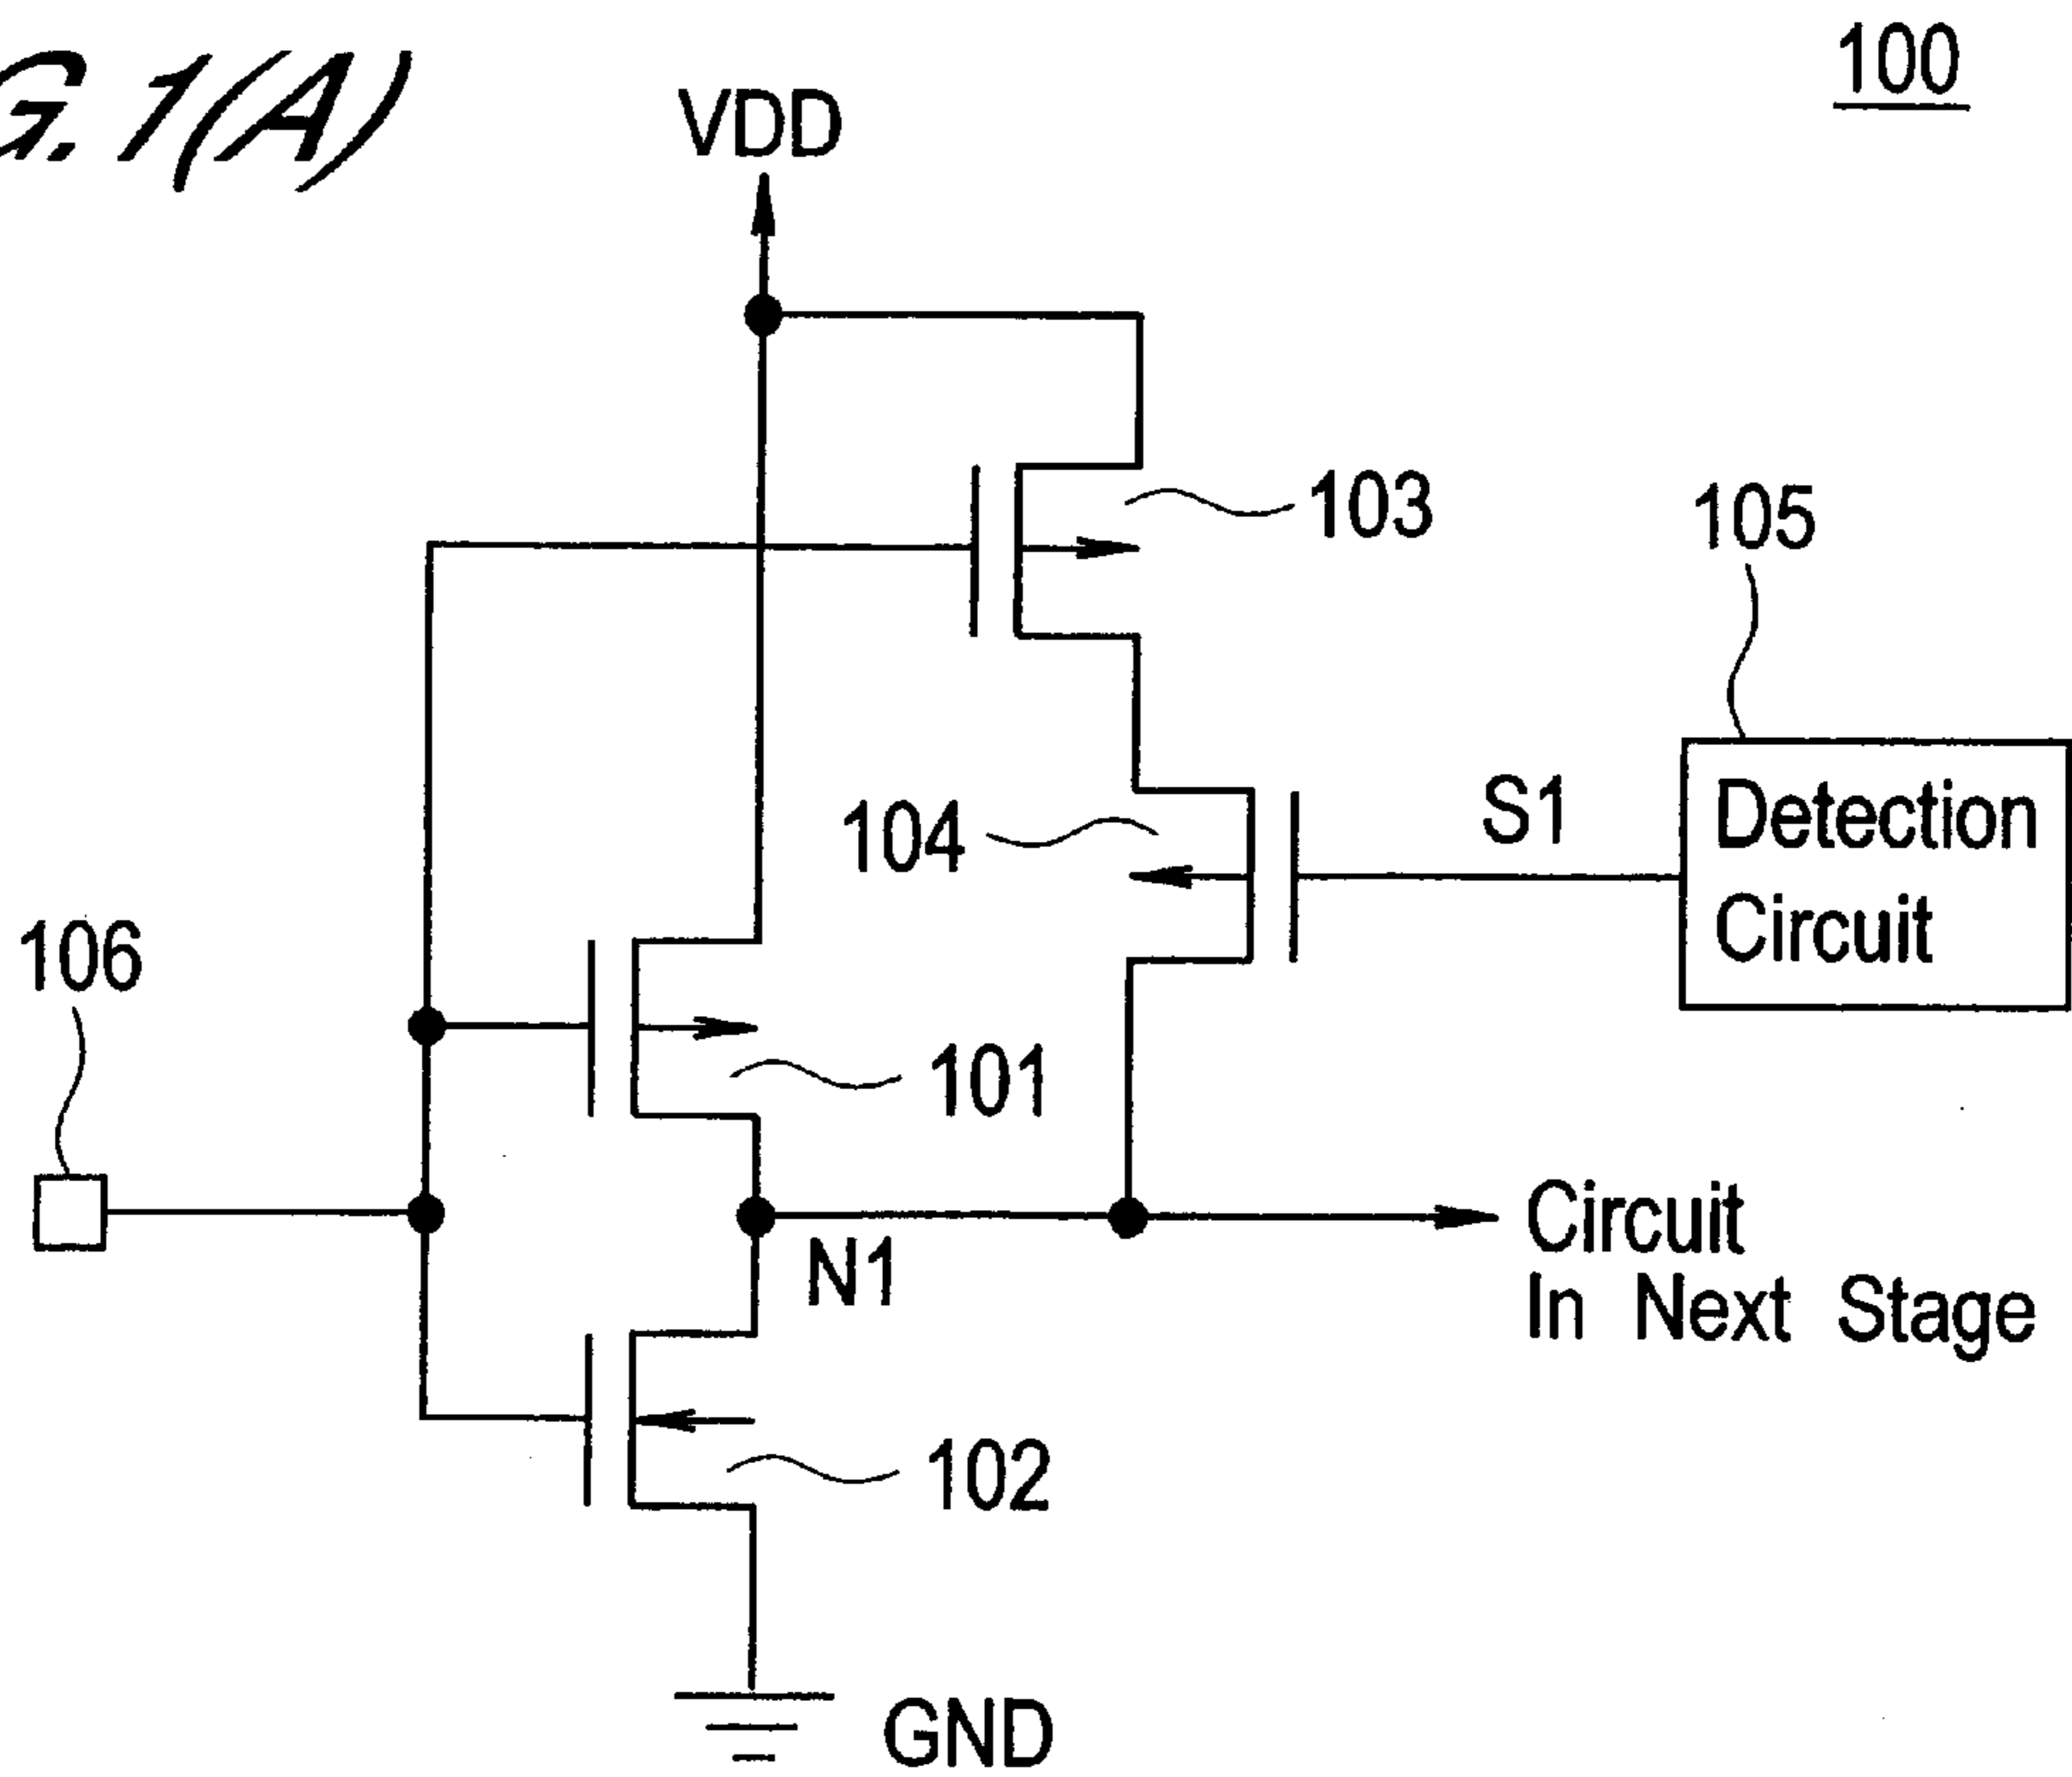 G. 1(A)
100
VDD
103
105
104
S1
Detection
Circuit
106
101
N1
Circuit
In Next Stage
102
GND